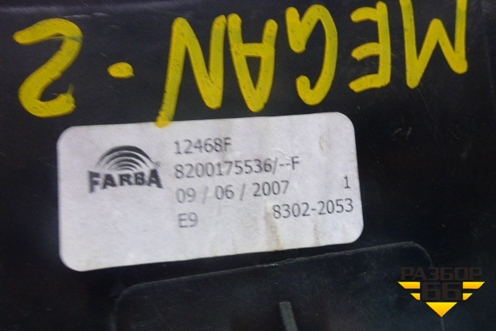 MEGAN-2
FARBA
12468F
8200175536/--F
09 / 06 / 2007 1
E9 8302-2053
РАЗБОР
66